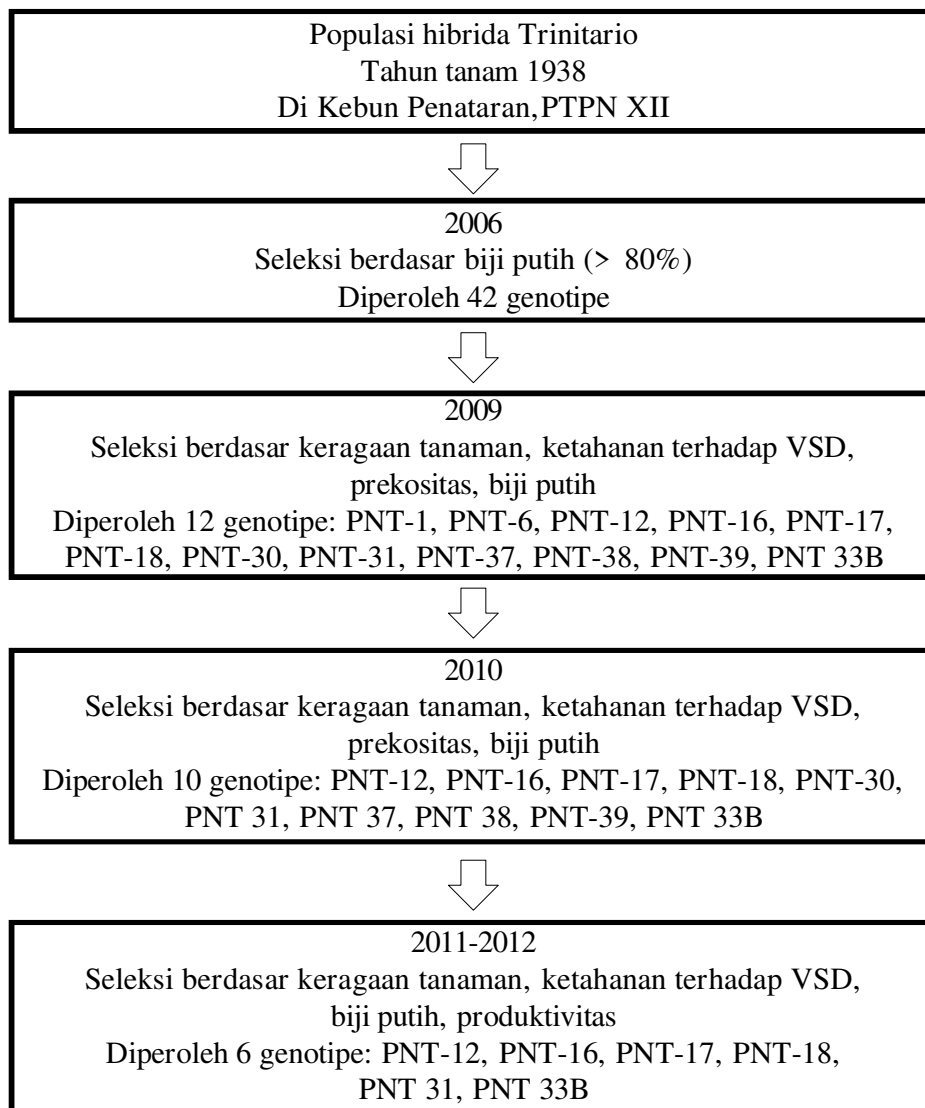 Populasi hibrida Trinitario
Tahun tanam 1938
Di Kebun Penataran, PTPN XII
2006
Seleksi berdasar biji putih (> 80%)
Diperoleh 42 genotipe
2009
Seleksi berdasar keragaan tanaman, ketahanan terhadap VSD,
prekositas, biji putih
Diperoleh 12 genotipe: PNT-1, PNT-6, PNT-12, PNT-16, PNT-17,
PNT-18, PNT-30, PNT-31, PNT-37, PNT-38, PNT-39, PNT 33B
2010
Seleksi berdasar keragaan tanaman, ketahanan terhadap VSD,
prekositas, biji putih
Diperoleh 10 genotipe: PNT-12, PNT-16, PNT-17, PNT-18, PNT-30,
PNT 31, PNT 37, PNT 38, PNT-39, PNT 33B
2011-2012
Seleksi berdasar keragaan tanaman, ketahanan terhadap VSD,
biji putih, produktivitas
Diperoleh 6 genotipe: PNT-12, PNT-16, PNT-17, PNT-18,
PNT 31, PNT 33B